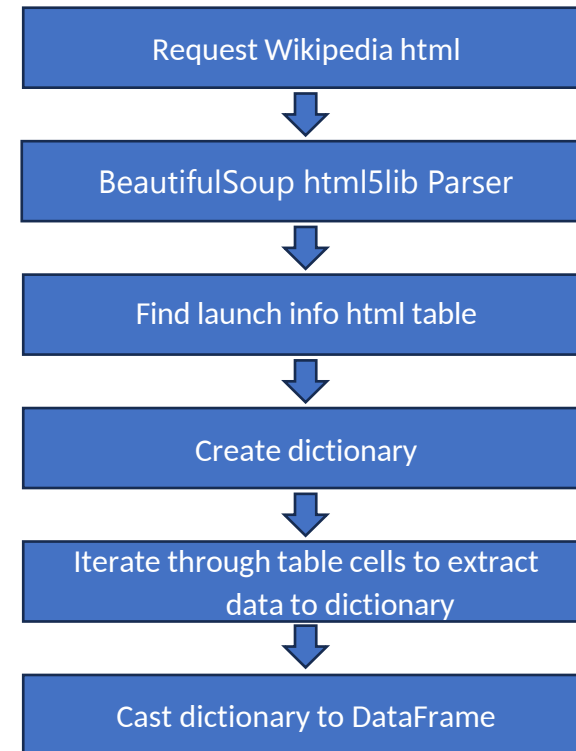 Request Wikipedia html
BeautifulSoup html5lib Parser
Find launch info html table
Create dictionary
Iterate through table cells to extract
data to dictionary
Cast dictionary to DataFrame